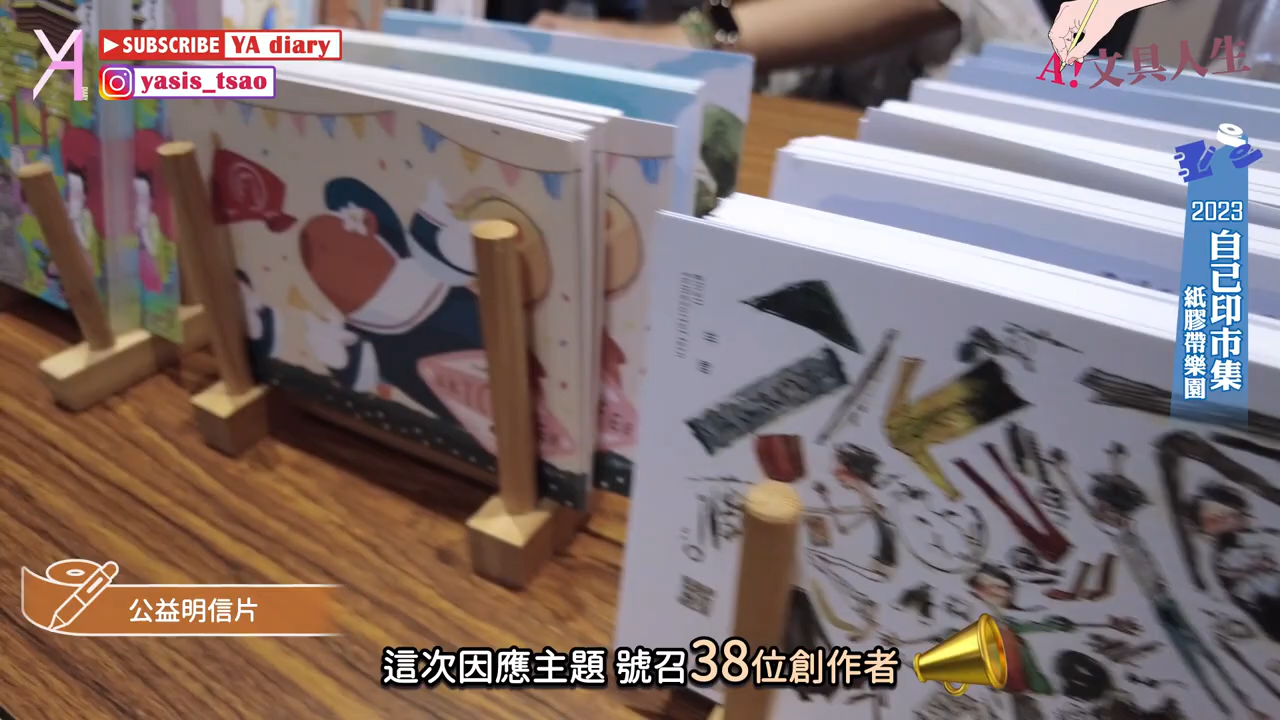 YA
SUBSCRIBE YA diary
yasis_tsao
A!文具人生
2023
自己印市集
紙膠帶樂園
公益明信片
這次因應主題 號召38位創作者